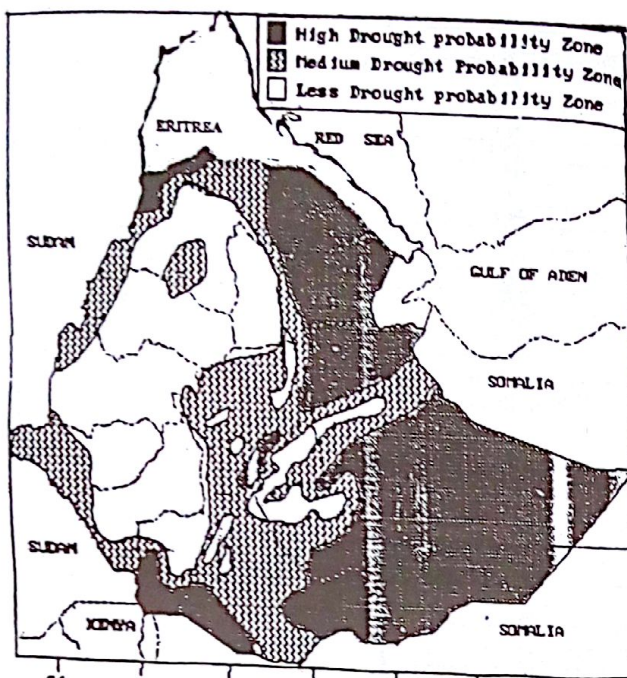 High Drought probability Zone
Medium Drought Probability Zone
Less Drought probability Zone
ERITREA
RED SEA
SUDAN
GULF OF ADEN
SOMALIA
SUDAN
KENYA
SOMALIA